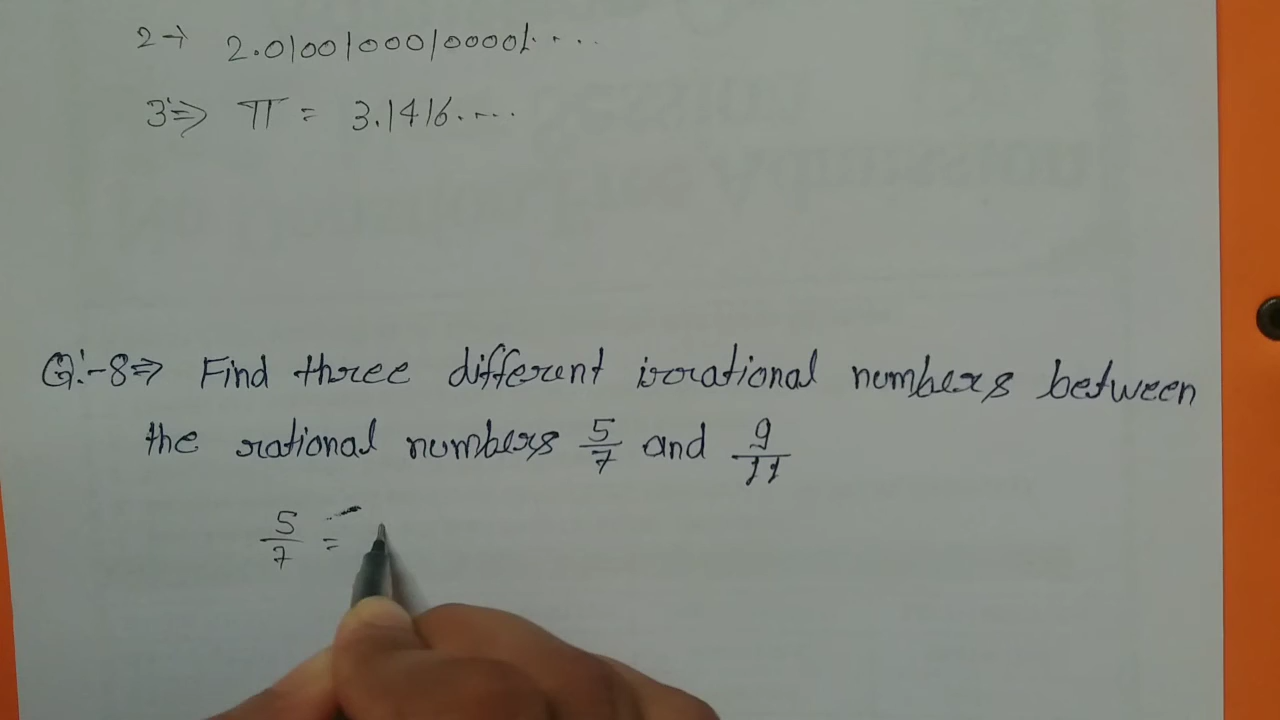 2→ 2.01001000100001....
3⇒ π = 3.1416....
Q:-8⇒ Find three different irrational numbers between
the rational numbers 5/7 and 9/11
5/7 =